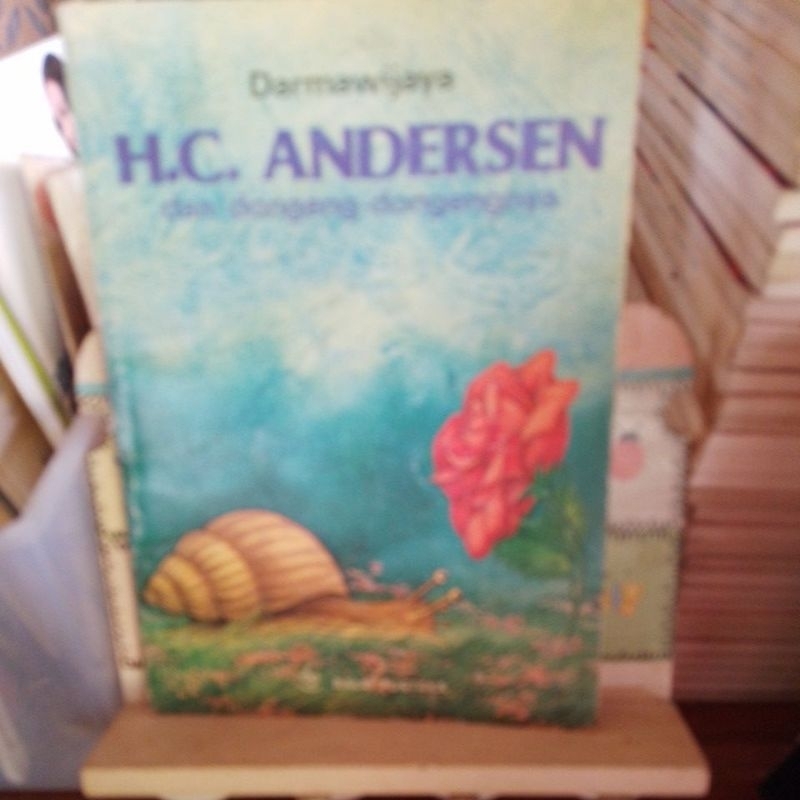 Darmawijaya
H.C. ANDERSEN
dan dongeng-dongengnya